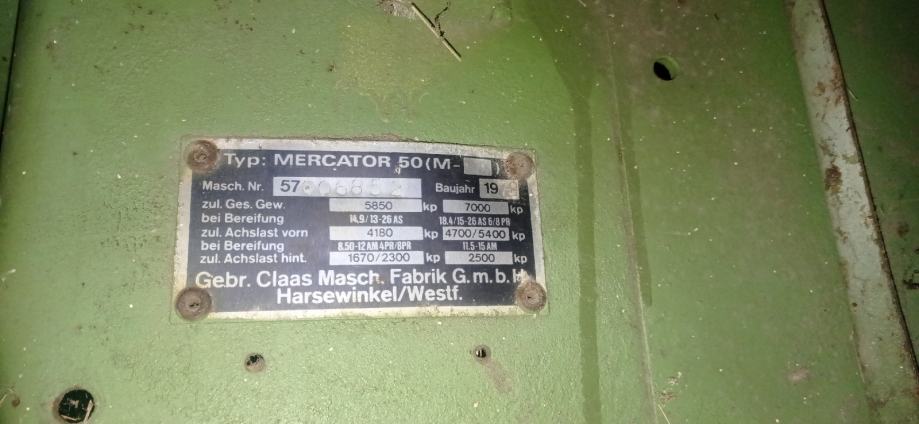 Typ: MERCATOR 50 (M- )
Masch. Nr. 57006852 Baujahr 19
zul. Ges. Gew. 5850 kp 7000 kp
bei Bereifung 14.9/13-26 AS 18.4/15-26 AS 6/8 PR
zul. Achslast vorn 4180 kp 4700/5400 kp
bei Bereifung 8.50-12 AM 4PR/8PR 11.5-15 AM
zul. Achslast hint. 1670/2300 kp 2500 kp
Gebr. Claas Masch. Fabrik G.m.b.H.
Harsewinkel/Westf.